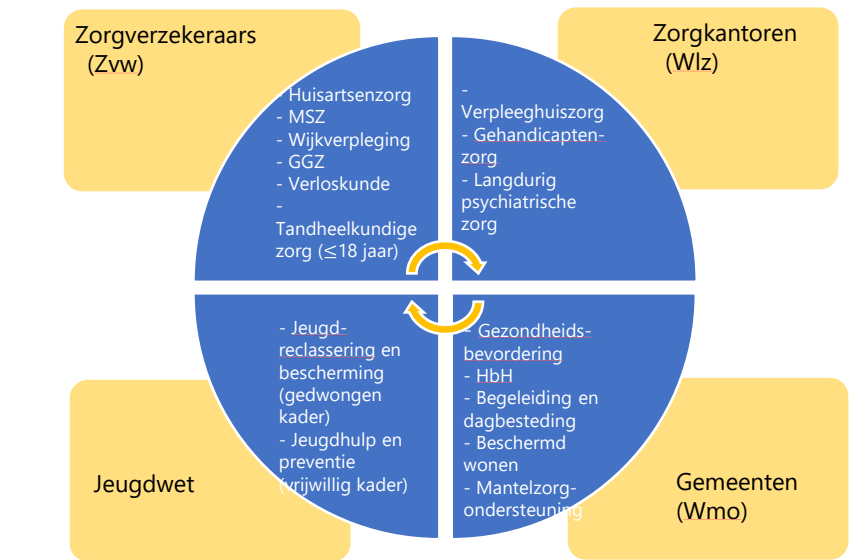 Zorgverzekeraars
(Zvw)
- Huisartsenzorg
- MSZ
- Wijkverpleging
- GGZ
- Verloskunde
-
Tandheelkundige
zorg (≤18 jaar)
Zorgkantoren
(Wlz)
-
Verpleeghuiszorg
- Gehandicapten-
zorg
- Langdurig
psychiatrische
zorg
Jeugdwet
- Jeugd-
reclassering en
bescherming
(gedwongen
kader)
- Jeugdhulp en
preventie
(vrijwillig kader)
- Gezondheids-
bevordering
- HbH
- Begeleiding en
dagbesteding
- Beschermd
wonen
- Mantelzorg-
ondersteuning
Gemeenten
(Wmo)